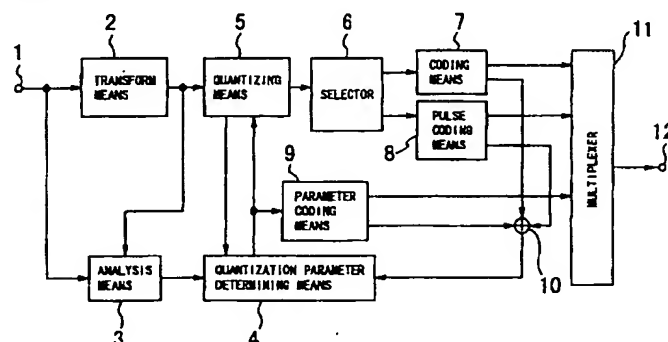 1
2
TRANSFORM
MEANS
5
QUANTIZING
MEANS
6
SELECTOR
7
CODING
MEANS
PULSE
CODING
MEANS
8
11
MULTIPLEXER
12
9
PARAMETER
CODING
MEANS
10
ANALYSIS
MEANS
3
QUANTIZATION PARAMETER
DETERMINING MEANS
4